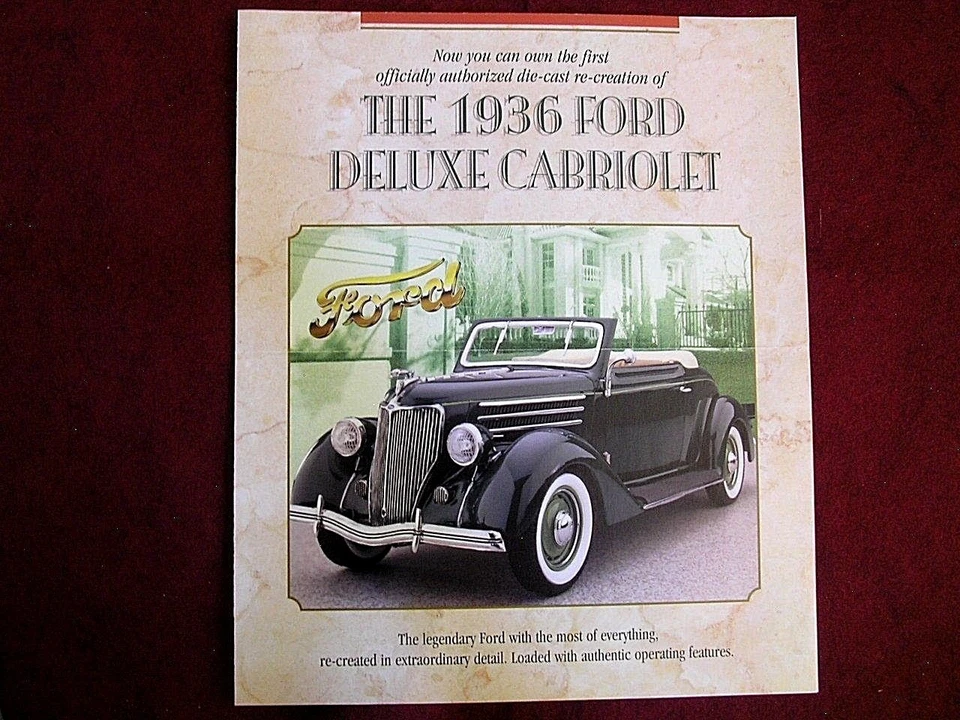 Now you can own the first
officially authorized die-cast re-creation of
THE 1936 FORD
DELUXE CABRIOLET
Ford
The legendary Ford with the most of everything,
re-created in extraordinary detail. Loaded with authentic operating features.